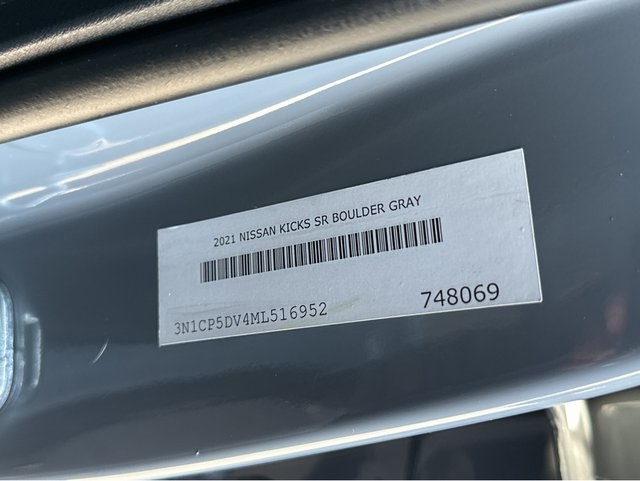 2021 NISSAN KICKS SR BOULDER GRAY
3N1CP5DV4ML516952 748069